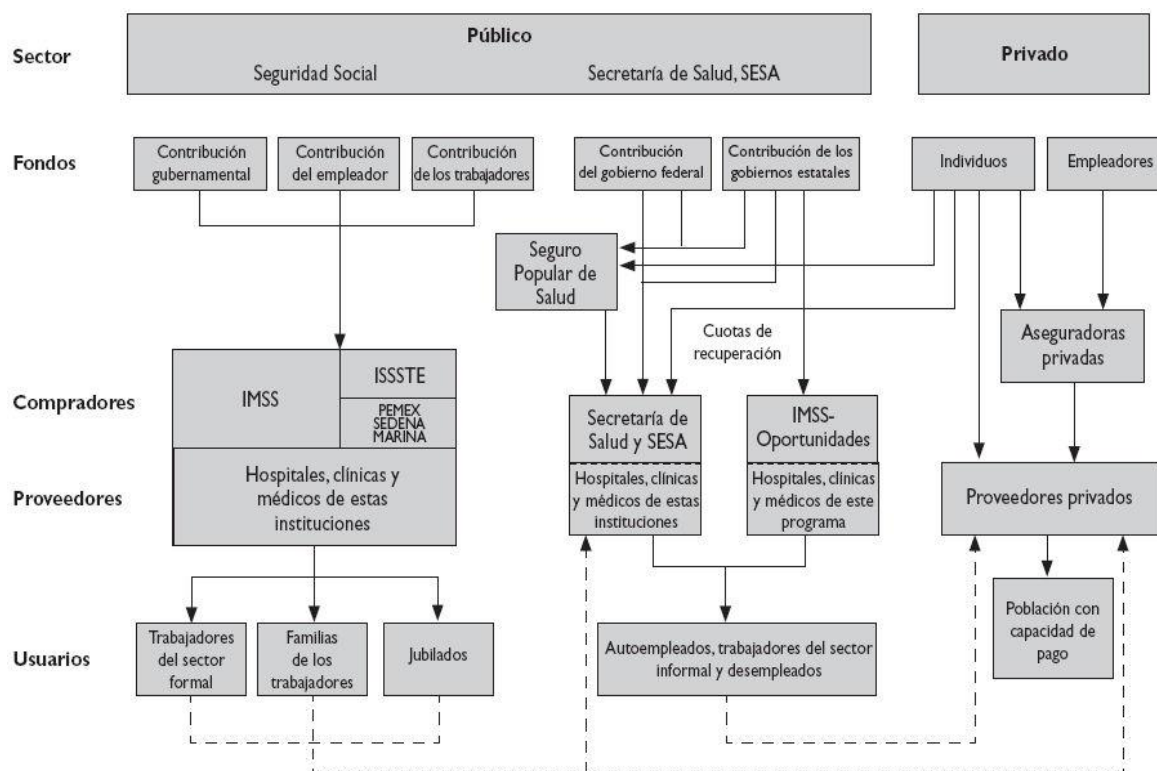 Sector
Público
Seguridad Social
Secretaría de Salud, SESA
Privado
Fondos
Contribución
gubernamental
Contribución
del empleador
Contribución
de los trabajadores
Contribución
del gobierno federal
Contribución de los
gobiernos estatales
Individuos
Empleadores
Seguro
Popular de
Salud
Cuotas de
recuperación
Aseguradoras
privadas
Compradores
IMSS
ISSSTE
PEMEX
SEDENA
MARINA
Secretaría de
Salud y SESA
IMSS-
Oportunidades
Proveedores
Hospitales, clínicas y
médicos de estas
instituciones
Hospitales, clínicas
y médicos de estas
instituciones
Hospitales, clínicas
y médicos de este
programa
Proveedores privados
Usuarios
Trabajadores
del sector
formal
Familias
de los
trabajadores
Jubilados
Autoempleados, trabajadores del sector
informal y desempleados
Población con
capacidad de
pago